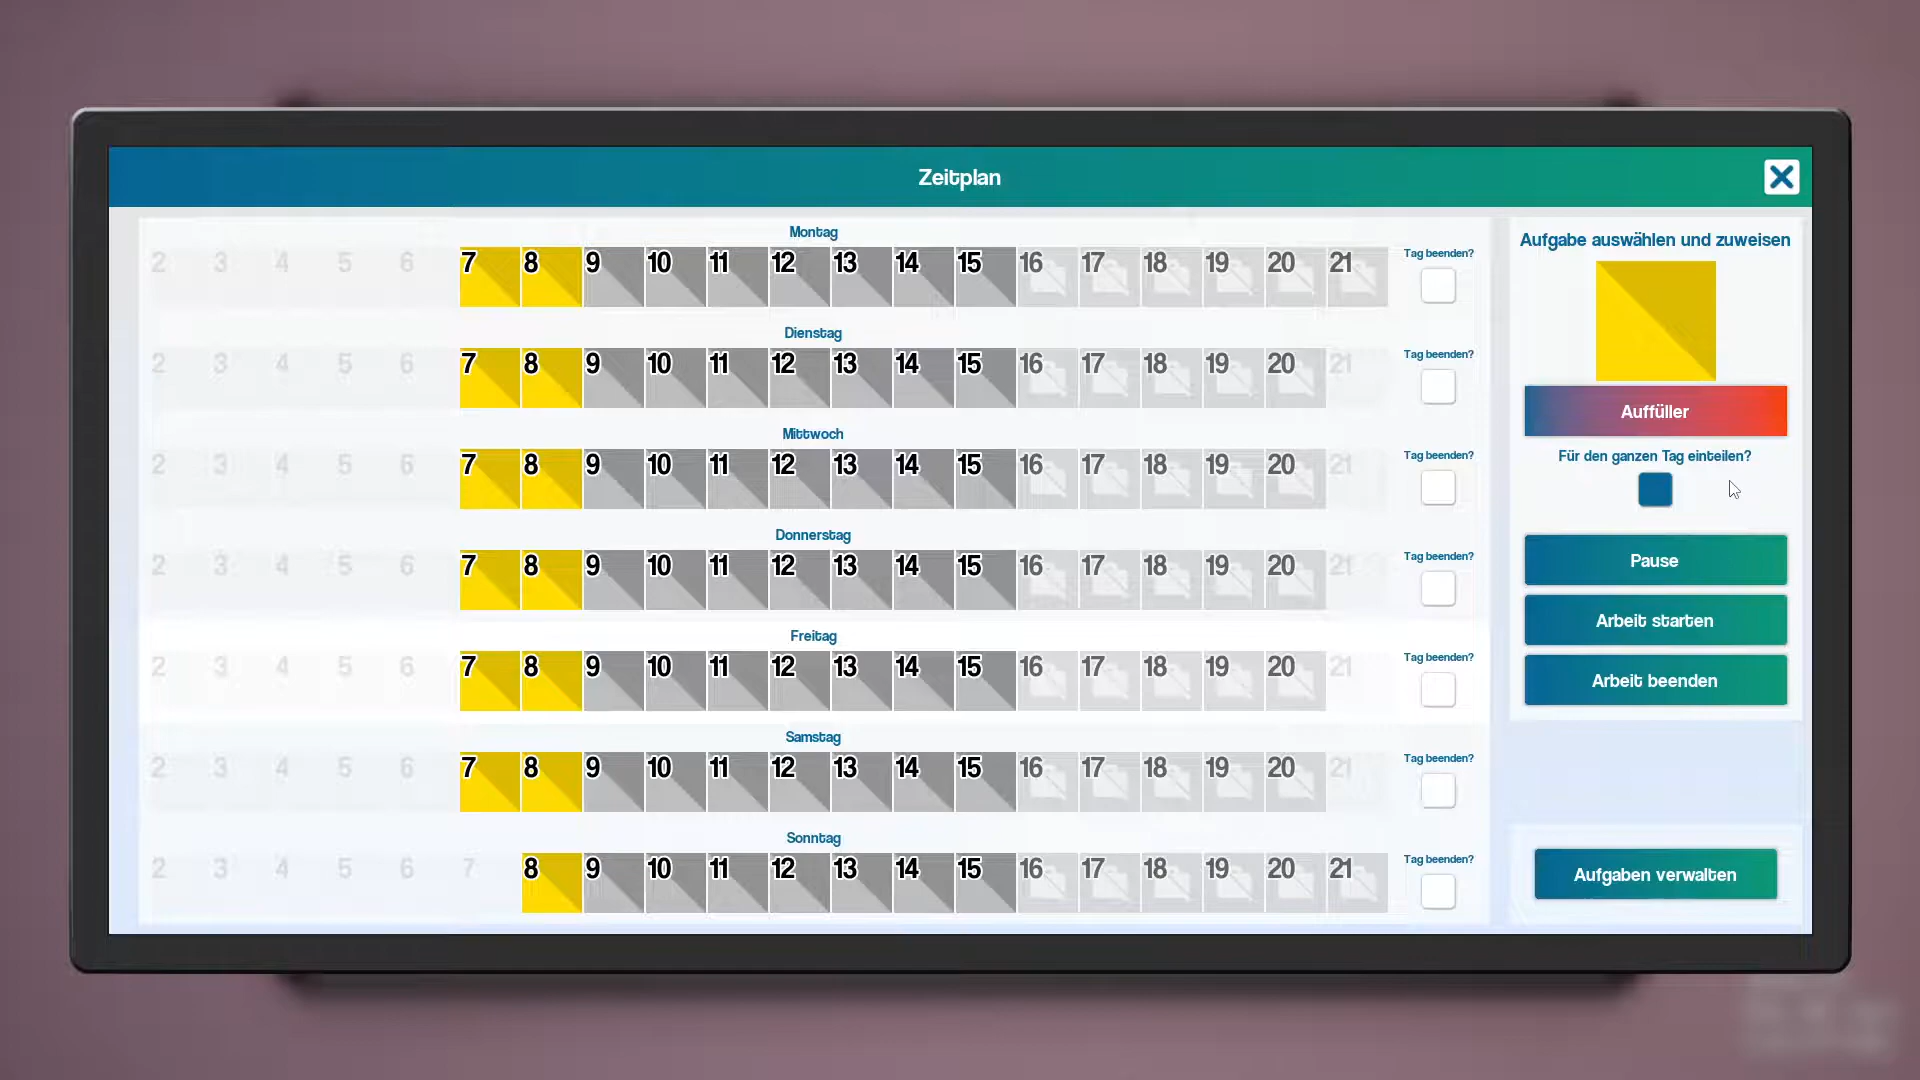 Zeitplan
Montag
2 3 4 5 6 7 8 9 10 11 12 13 14 15 16 17 18 19 20 21 Tag beenden?
Dienstag
2 3 4 5 6 7 8 9 10 11 12 13 14 15 16 17 18 19 20 21 Tag beenden?
Mittwoch
2 3 4 5 6 7 8 9 10 11 12 13 14 15 16 17 18 19 20 21 Tag beenden?
Donnerstag
2 3 4 5 6 7 8 9 10 11 12 13 14 15 16 17 18 19 20 21 Tag beenden?
Freitag
2 3 4 5 6 7 8 9 10 11 12 13 14 15 16 17 18 19 20 21 Tag beenden?
Samstag
2 3 4 5 6 7 8 9 10 11 12 13 14 15 16 17 18 19 20 21 Tag beenden?
Sonntag
2 3 4 5 6 7 8 9 10 11 12 13 14 15 16 17 18 19 20 21 Tag beenden?
Aufgabe auswählen und zuweisen
Auffüller
Für den ganzen Tag einteilen?
Pause
Arbeit starten
Arbeit beenden
Aufgaben verwalten